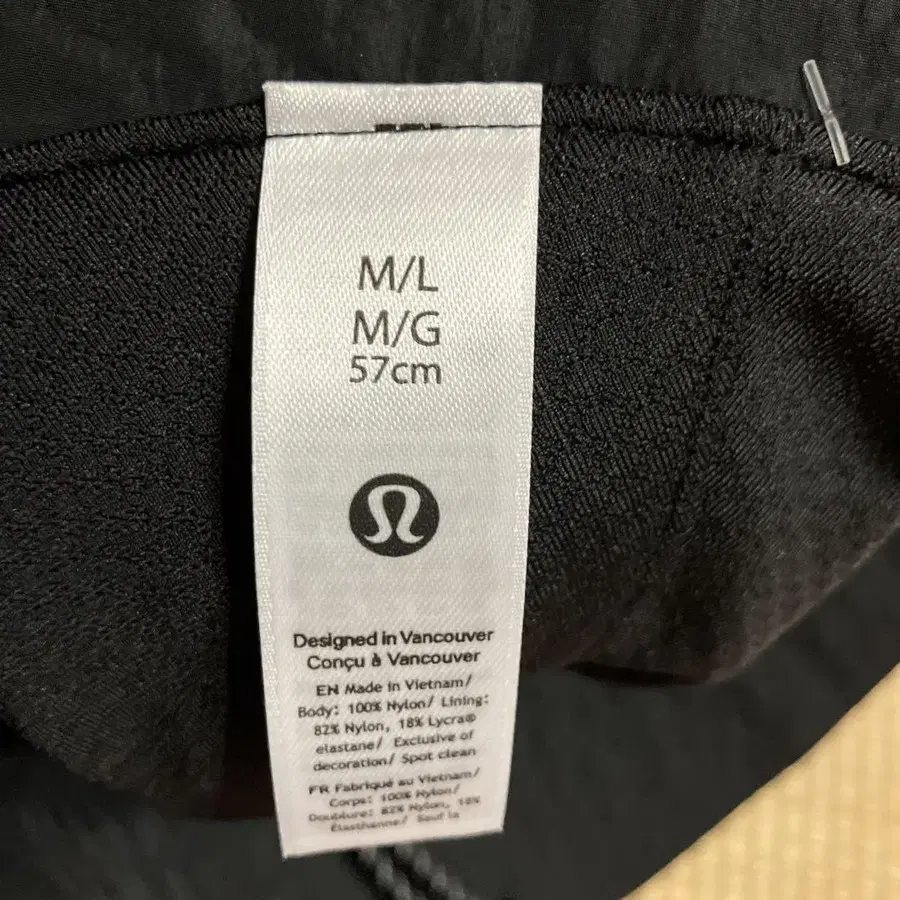 M/L
M/G
57cm
Designed in Vancouver
Conçu à Vancouver
EN Made in Vietnam/
Body: 100% Nylon/ Lining:
82% Nylon, 18% Lycra®
elastane/ Exclusive of
decoration/ Spot clean
FR Fabriqué au Vietnam/
Corps: 100% Nylon/
Doublure: 82% Nylon, 18%
Élasthanne/ Sauf la